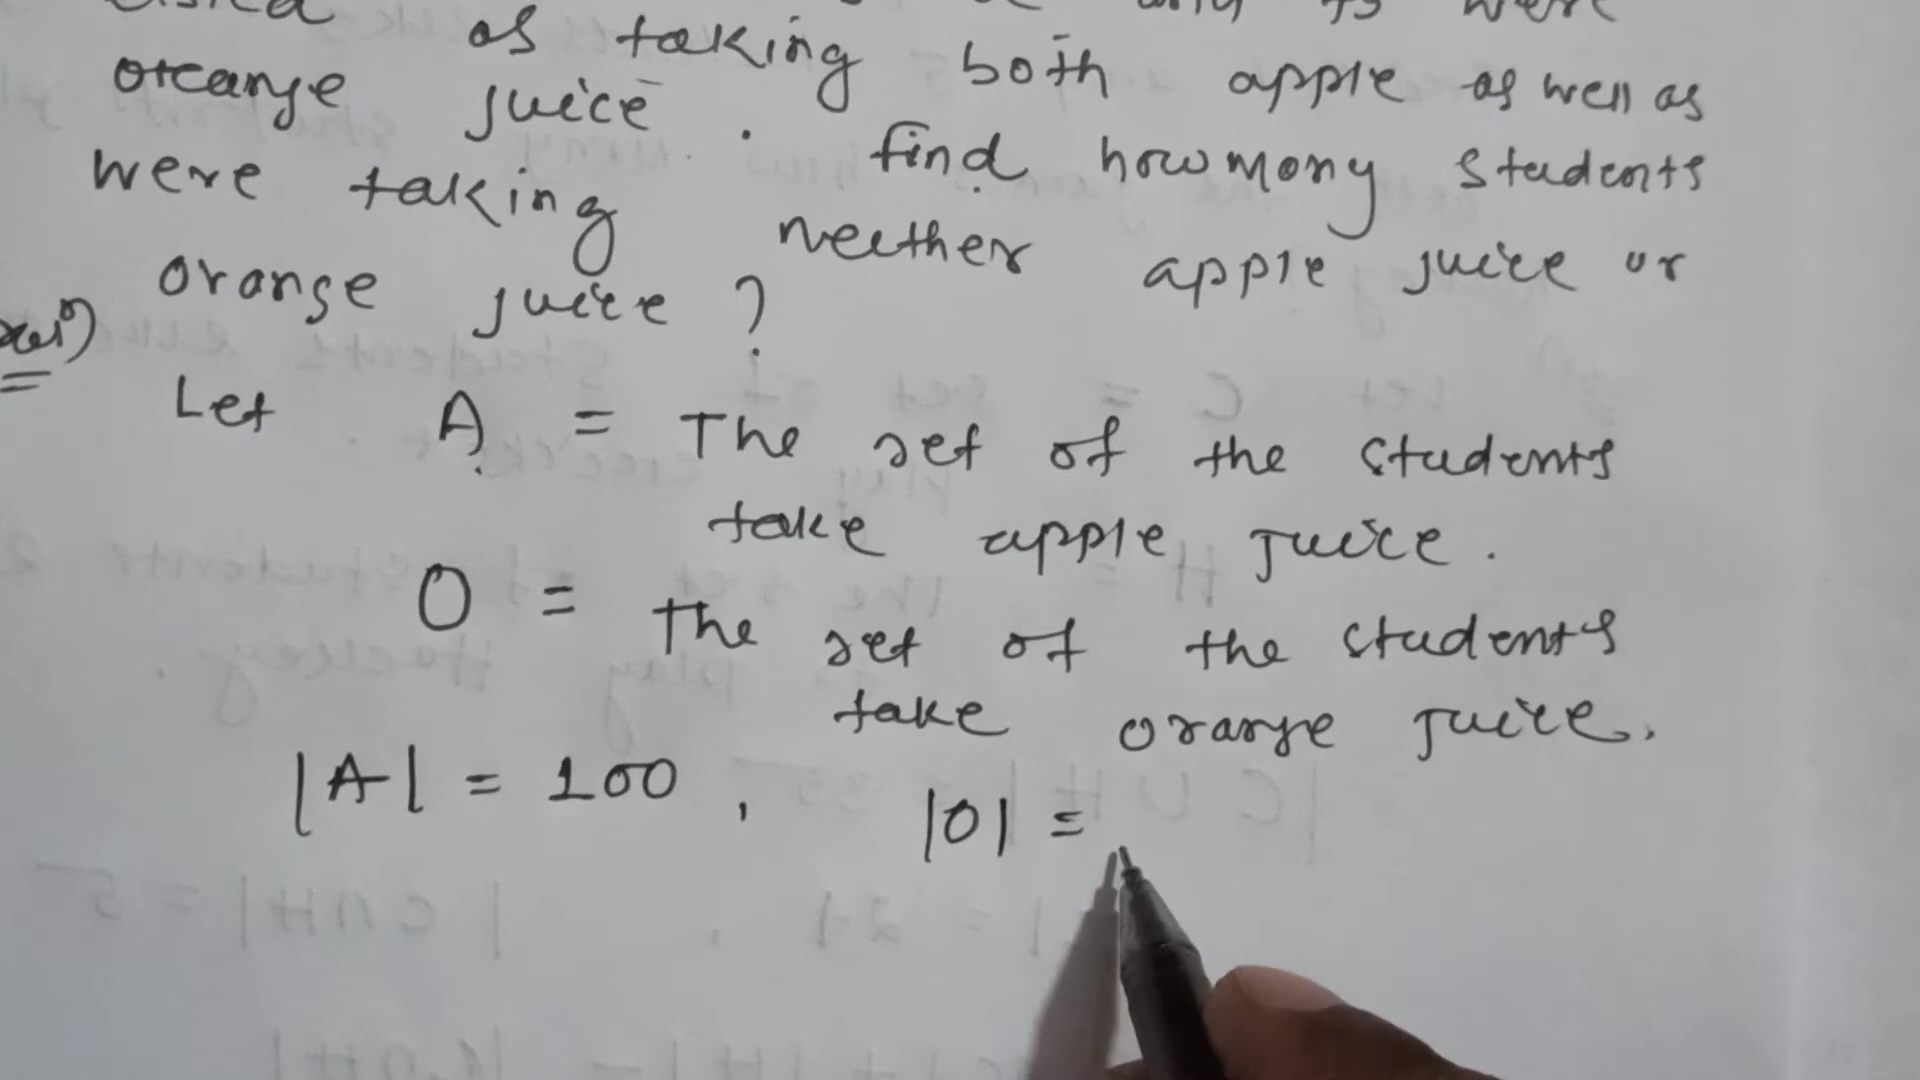 as taking both apple as well as
orange juice. find how many students
were taking neither apple juice or
orange juice ?
Let A = The set of the students
take apple juice.
O = The set of the students
take orange juice.
|A| = 100 , |O| =